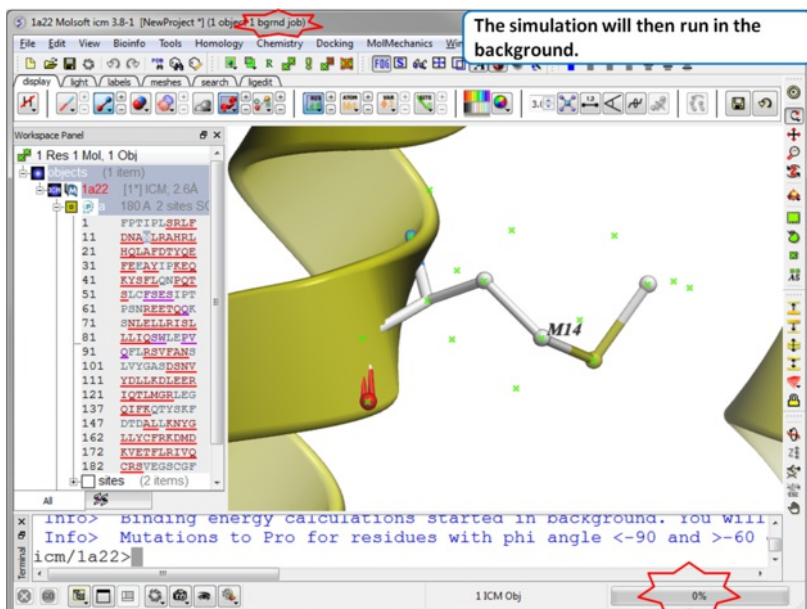 1a22 Molsoft icm 3.8-1 [NewProject *] (1 object 1 bgrnd job)
The simulation will then run in the
background.
File Edit View Bioinfo Tools Homology Chemistry Docking MolMechanics
display light labels meshes search ligedit
Workspace Panel
1 Res 1 Mol, 1 Obj
objects (1 item)
1a22 [1*] ICM; 2.6Å
a 180 A 2 sites
1 FPTIPLSRLF
11 DNAXLRAHRL
21 HQLAFDTYQE
31 FEEAYIPKEQ
41 KYSFLQNPQT
51 SLCFSESIPT
61 PSNREETQQK
71 SNLELLRISL
81 LLIQSWLEPV
91 QFLRSVFANS
101 LVYGASDSNV
111 YDLLKDLEER
121 IQTLMGRLEG
137 QIFKQTYSKF
147 DTDALLKNYG
162 LLYCFRKDMD
172 KVETFLRIVQ
182 CRSVEGSCGF
sites (2 items)
All
M14
Terminal
Info> Binding energy calculations started in background. You will
Info> Mutations to Pro for residues with phi angle <-90 and >-60
icm/1a22>
1 ICM Obj
0%